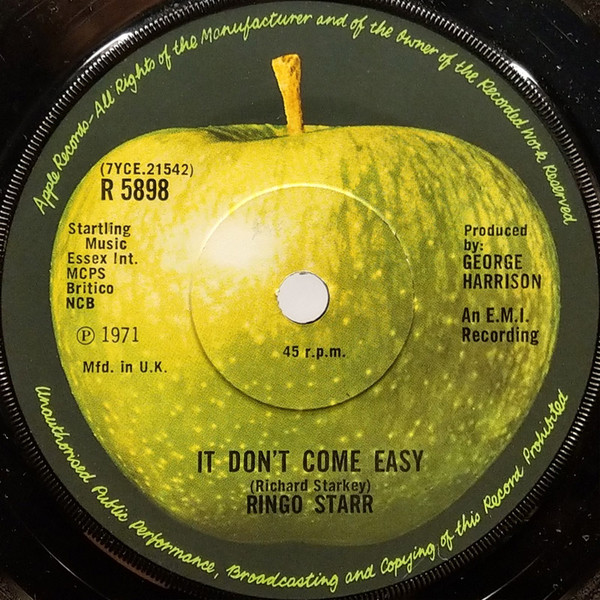 Apple Records-All Rights of the Manufacturer and of the Owner of the Recorded Work Reserved
(7YCE.21542)
R 5898
Startling
Music
Essex Int.
MCPS
Britico
NCB
Ⓟ 1971
Mfd. in U.K.
45 r.p.m.
Produced
by:
GEORGE
HARRISON
An E.M.I.
Recording
IT DON'T COME EASY
(Richard Starkey)
RINGO STARR
Unauthorised Public Performance, Broadcasting and Copying of this Record Prohibited